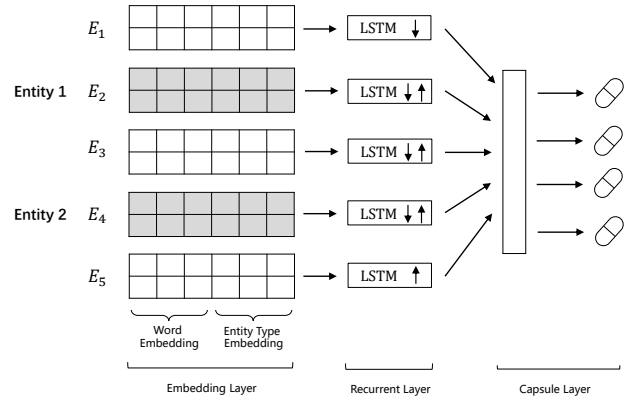 E₁ LSTM ↓
Entity 1 E₂ LSTM ↓↑
E₃ LSTM ↓↑
Entity 2 E₄ LSTM ↓↑
E₅ LSTM ↑
Word Embedding
Entity Type Embedding
Embedding Layer
Recurrent Layer
Capsule Layer